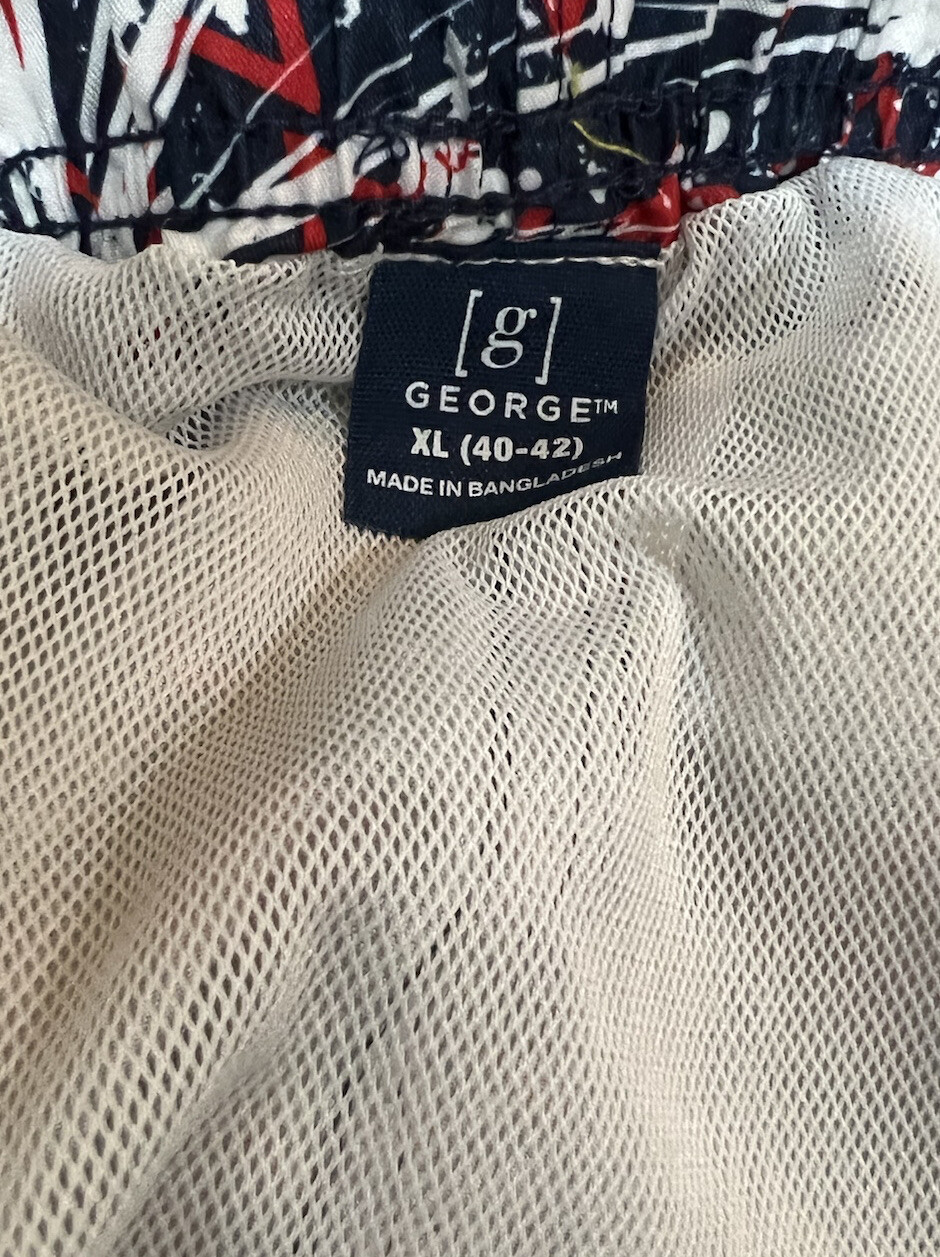 [g]
GEORGE™
XL (40-42)
MADE IN BANGLADESH